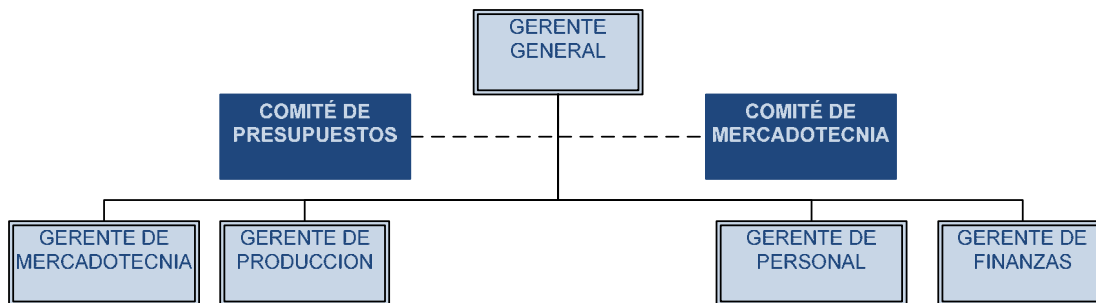 GERENTE
GENERAL
COMITÉ DE
PRESUPUESTOS
COMITÉ DE
MERCADOTECNIA
GERENTE DE
MERCADOTECNIA
GERENTE DE
PRODUCCION
GERENTE DE
PERSONAL
GERENTE DE
FINANZAS